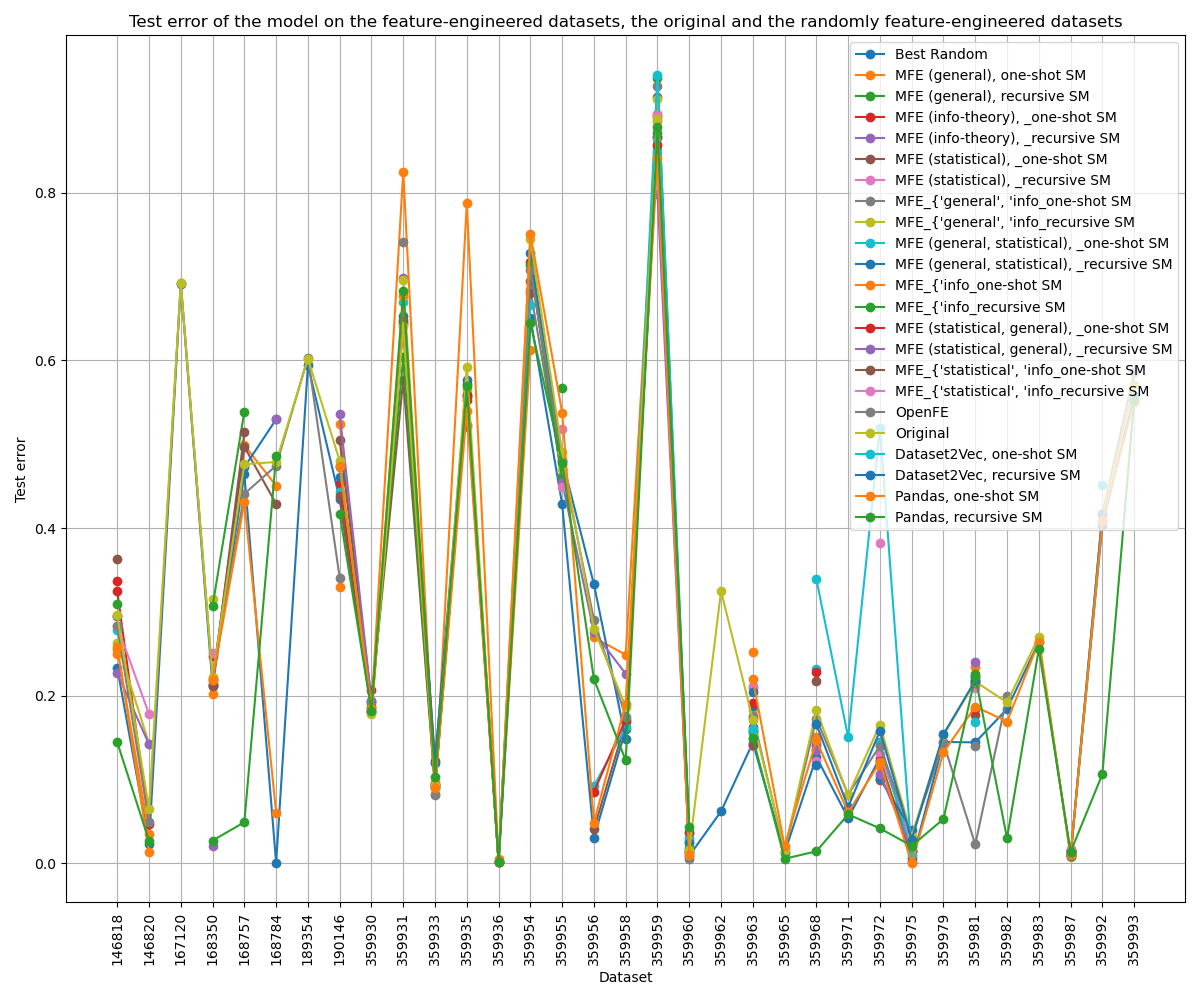 Test error of the model on the feature-engineered datasets, the original and the randomly feature-engineered datasets
Test error
0.8
0.6
0.4
0.2
0.0
Best Random
MFE (general), one-shot SM
MFE (general), recursive SM
MFE (info-theory), _one-shot SM
MFE (info-theory), _recursive SM
MFE (statistical), _one-shot SM
MFE (statistical), _recursive SM
MFE_{'general', 'info_one-shot SM
MFE_{'general', 'info_recursive SM
MFE (general, statistical), _one-shot SM
MFE (general, statistical), _recursive SM
MFE_{'info_one-shot SM
MFE_{'info_recursive SM
MFE (statistical, general), _one-shot SM
MFE (statistical, general), _recursive SM
MFE_{'statistical', 'info_one-shot SM
MFE_{'statistical', 'info_recursive SM
OpenFE
Original
Dataset2Vec, one-shot SM
Dataset2Vec, recursive SM
Pandas, one-shot SM
Pandas, recursive SM
146818
146820
167120
168350
168757
168784
189354
190146
359930
359931
359933
359935
359936
359954
359955
359956
359958
359959
359960
359962
359963
359965
359968
359971
359972
359975
359979
359981
359982
359983
359987
359992
359993
Dataset